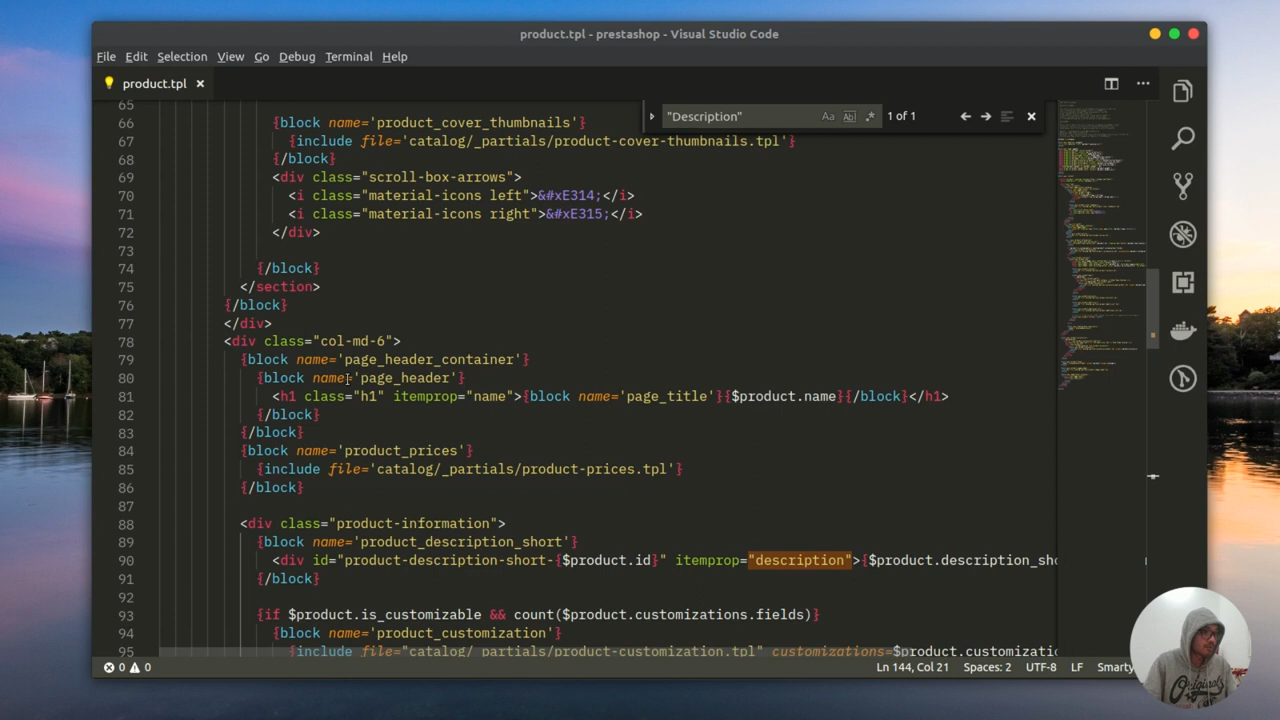 product.tpl - prestashop - Visual Studio Code
File Edit Selection View Go Debug Terminal Help
product.tpl
"Description" Aa Ab 1 of 1
65
66 {block name='product_cover_thumbnails'}
67 {include file='catalog/_partials/product-cover-thumbnails.tpl'}
68 {/block}
69 <div class="scroll-box-arrows">
70 <i class="material-icons left">&#xE314;</i>
71 <i class="material-icons right">&#xE315;</i>
72 </div>
73
74 {/block}
75 </section>
76 {/block}
77 </div>
78 <div class="col-md-6">
79 {block name='page_header_container'}
80 {block name='page_header'}
81 <h1 class="h1" itemprop="name">{block name='page_title'}{$product.name}{/block}</h1>
82 {/block}
83 {/block}
84 {block name='product_prices'}
85 {include file='catalog/_partials/product-prices.tpl'}
86 {/block}
87
88 <div class="product-information">
89 {block name='product_description_short'}
90 <div id="product-description-short-{$product.id}" itemprop="description">{$product.description_sho
91 {/block}
92
93 {if $product.is_customizable && count($product.customizations.fields)}
94 {block name='product_customization'}
95 {include file="catalog/_partials/product-customization.tpl" customizations=$product.customizatio
0 0 Ln 144, Col 21 Spaces: 2 UTF-8 LF Smarty
Originals